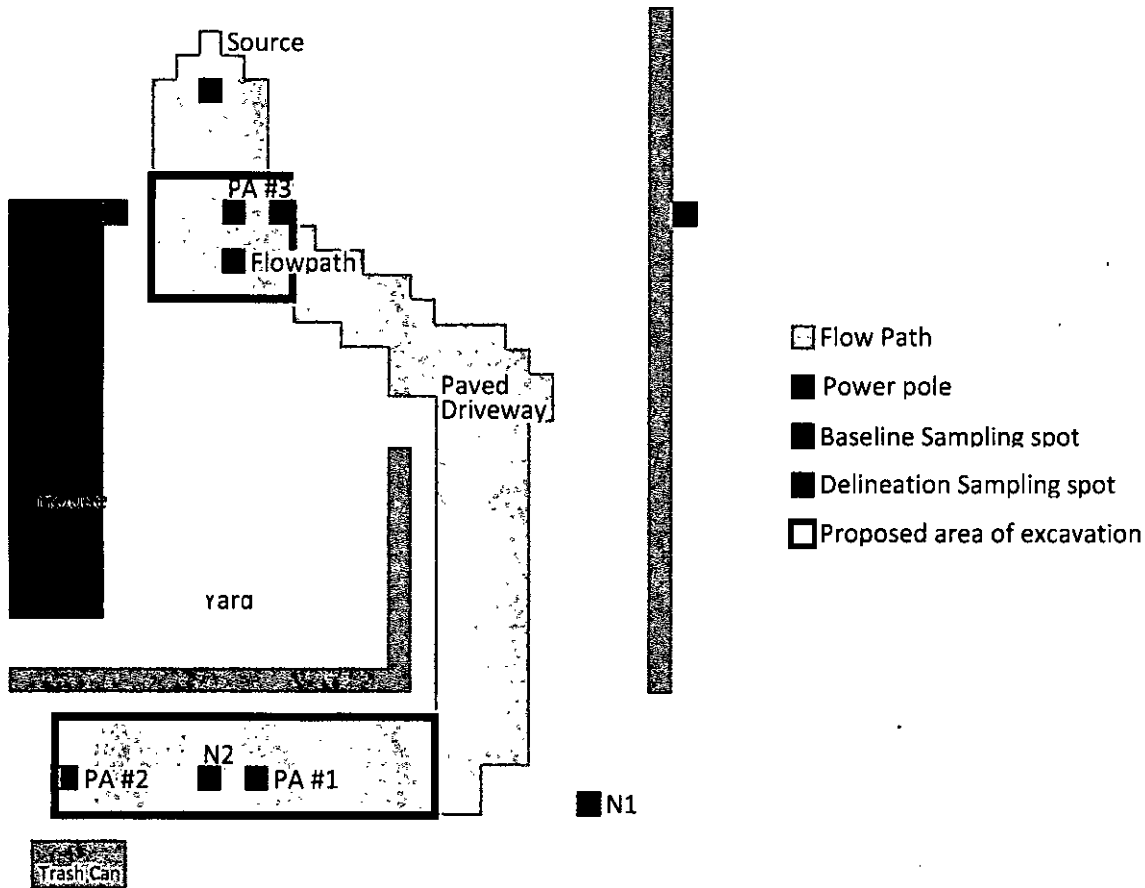 Source
PA #3
Flowpath
Flow Path
Power pole
Paved
Driveway
Baseline Sampling spot
Delineation Sampling spot
Proposed area of excavation
Yard
N2
PA #2
PA #1
N1
Trash Can